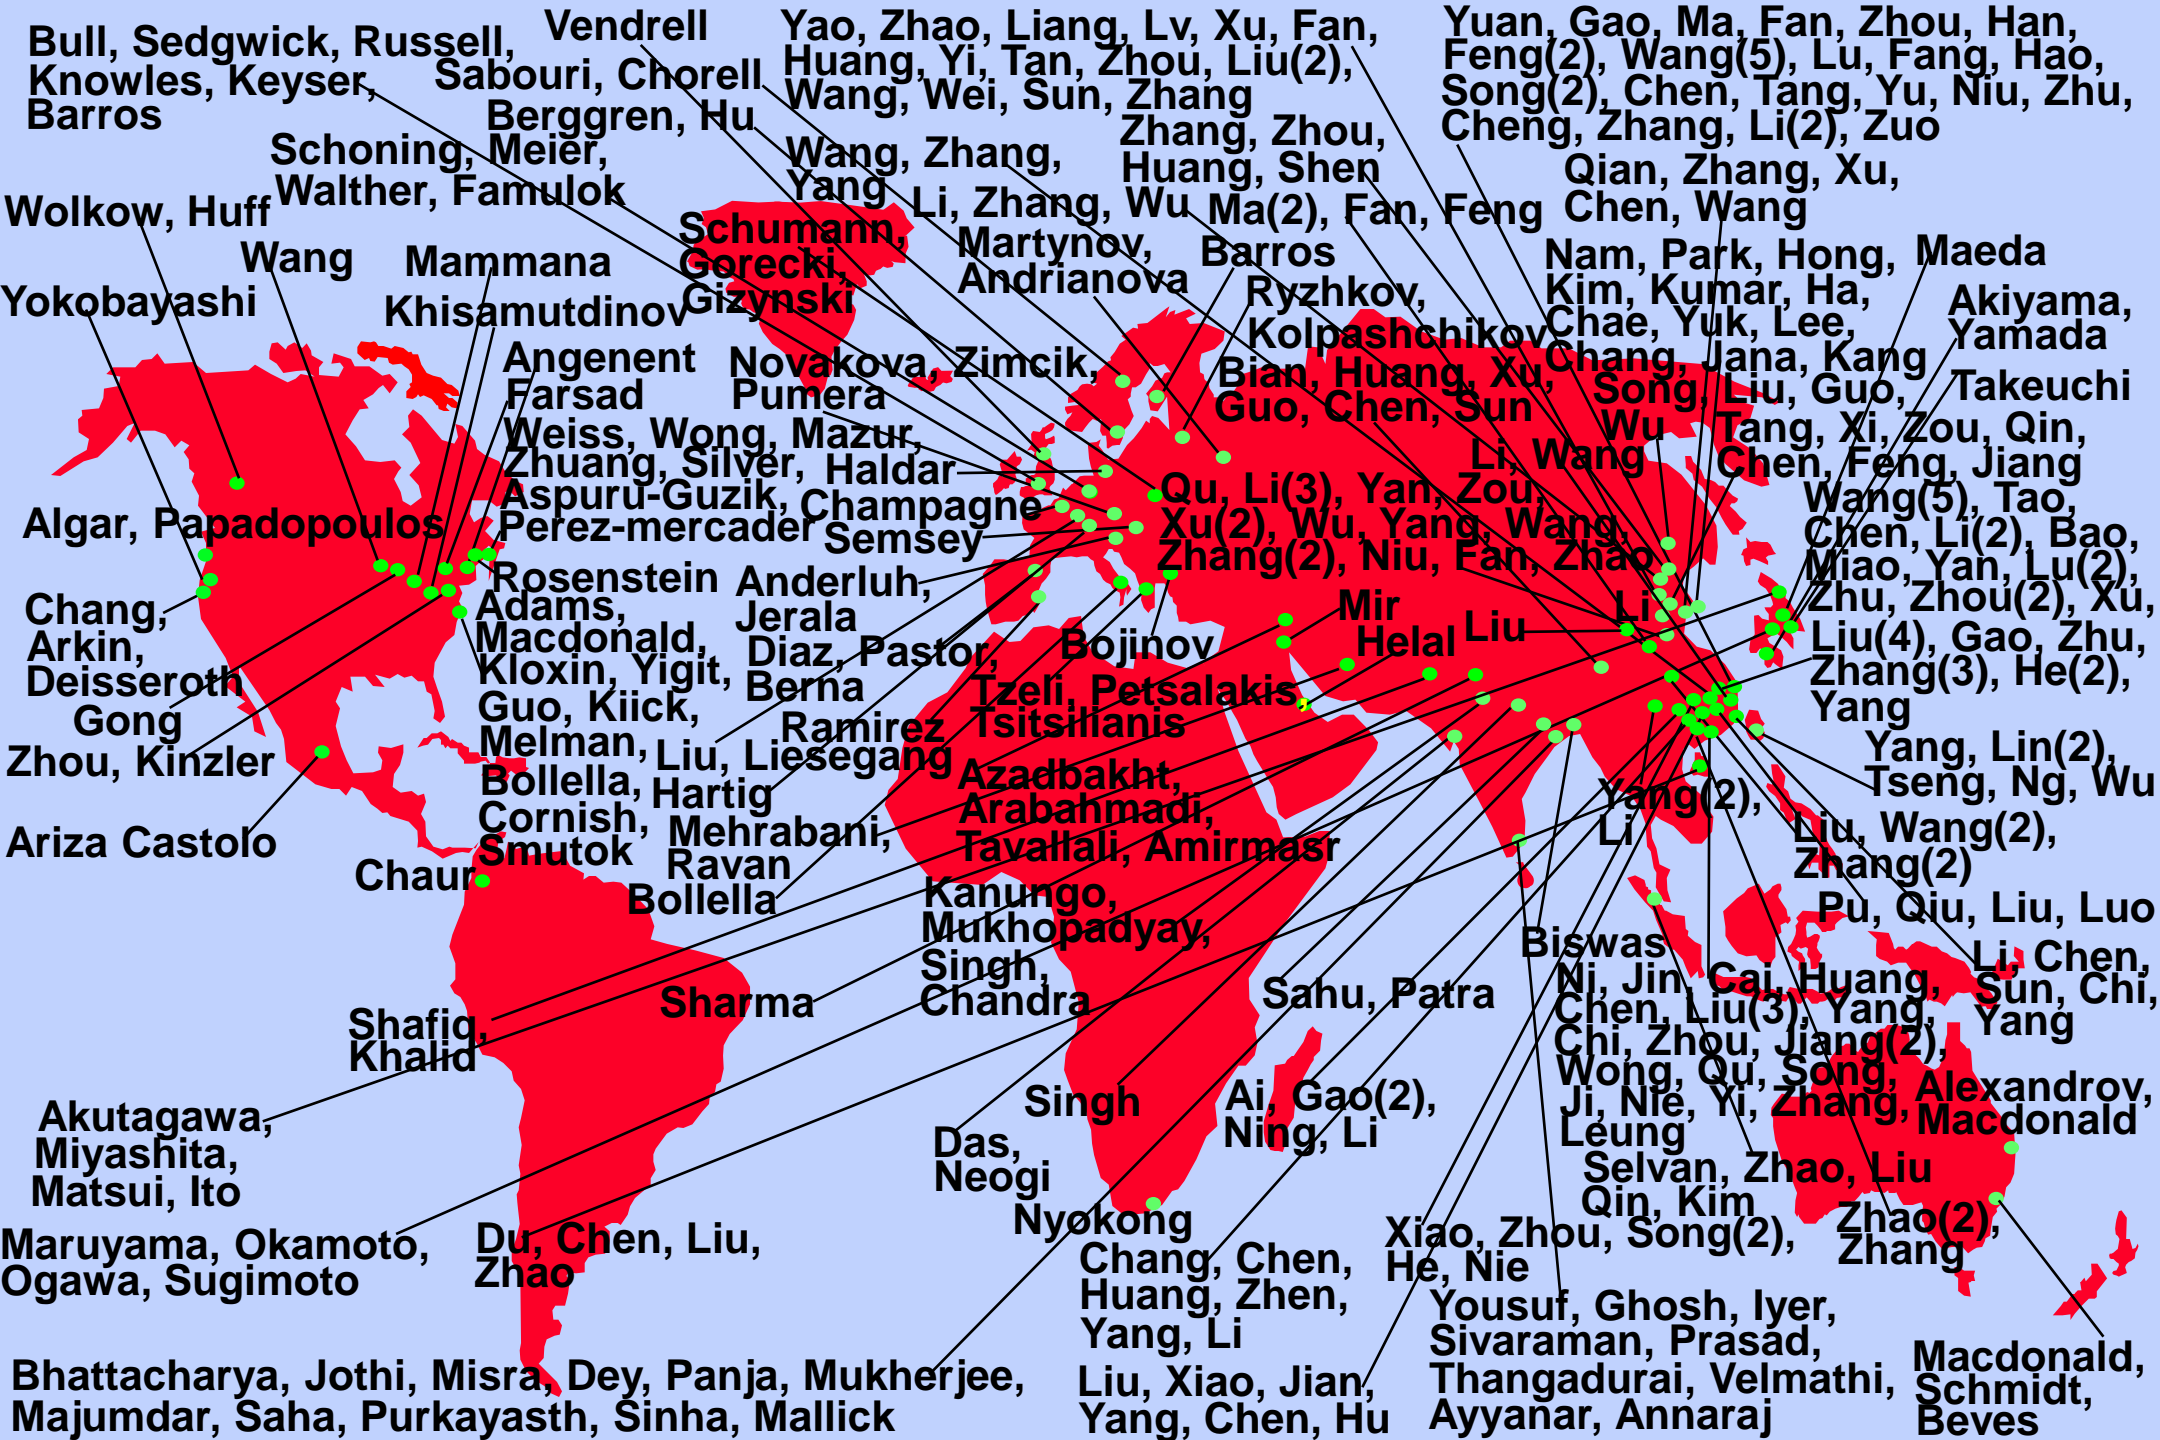 Bull, Sedgwick, Russell,
Knowles, Keyser,
Barros
Vendrell
Sabouri, Chorell
Berggren, Hu
Yao, Zhao, Liang, Lv, Xu, Fan,
Huang, Yi, Tan, Zhou, Liu(2),
Wang, Wei, Sun, Zhang
Yuan, Gao, Ma, Fan, Zhou, Han,
Feng(2), Wang(5), Lu, Fang, Hao,
Song(2), Chen, Tang, Yu, Niu, Zhu,
Cheng, Zhang, Li(2), Zuo
Schoning, Meier,
Walther, Famulok
Wang, Zhang,
Yang
Zhang, Zhou,
Huang, Shen
Qian, Zhang, Xu,
Chen, Wang
Wolkow, Huff
Li, Zhang, Wu
Ma(2), Fan, Feng
Schumann,
Gorecki,
Gizynski
Martynov,
Andrianova
Barros
Wang
Mammana
Nam, Park, Hong,
Kim, Kumar, Ha,
Chae, Yuk, Lee,
Chang, Jana, Kang
Maeda
Yokobayashi
Khisamutdinov
Ryzhkov,
Kolpashchikov
Akiyama,
Yamada
Angenent
Farsad
Novakova, Zimcik,
Pumera
Bian, Huang, Xu,
Guo, Chen, Sun
Song, Liu, Guo,
Wu
Takeuchi
Weiss, Wong, Mazur,
Zhuang, Silver,
Aspuru-Guzik,
Perez-mercader
Haldar
Champagne
Semsey
Li, Wang
Tang, Xi, Zou, Qin,
Chen, Feng, Jiang
Qu, Li(3), Yan, Zou,
Xu(2), Wu, Yang, Wang,
Zhang(2), Niu, Fan, Zhao
Wang(5), Tao,
Chen, Li(2), Bao,
Miao, Yan, Lu(2),
Zhu, Zhou(2), Xu,
Liu(4), Gao, Zhu,
Zhang(3), He(2),
Yang
Algar, Papadopoulos
Rosenstein
Anderluh,
Jerala
Chang,
Arkin,
Deisseroth
Adams,
Macdonald,
Kloxin, Yigit,
Guo, Kiick,
Melman,
Bollella,
Cornish,
Smutok
Mir
Li
Helal
Liu
Bojinov
Diaz, Pastor,
Berna
Gong
Tzeli, Petsalakis,
Tsitsilianis
Ramirez
Zhou, Kinzler
Liu, Liesegang
Hartig
Azadbakht,
Arabahmadi,
Tavallali, Amirmasr
Yang, Lin(2),
Tseng, Ng, Wu
Yang(2),
Li
Liu, Wang(2),
Zhang(2)
Ariza Castolo
Mehrabani,
Ravan
Chaur
Bollella
Kanungo,
Mukhopadyay,
Singh,
Chandra
Pu, Qiu, Liu, Luo
Biswas
Li, Chen,
Sun, Chi,
Yang
Sharma
Sahu, Patra
Ni, Jin, Cai, Huang,
Chen, Liu(3), Yang,
Chi, Zhou, Jiang(2),
Wong, Qu, Song,
Ji, Nie, Yi, Zhang,
Leung
Shafiq,
Khalid
Alexandrov,
Macdonald
Akutagawa,
Miyashita,
Matsui, Ito
Singh
Ai, Gao(2),
Ning, Li
Das,
Neogi
Selvan, Zhao, Liu
Qin, Kim
Nyokong
Xiao, Zhou, Song(2),
He, Nie
Zhao(2),
Zhang
Maruyama, Okamoto,
Ogawa, Sugimoto
Du, Chen, Liu,
Zhao
Chang, Chen,
Huang, Zhen,
Yang, Li
Yousuf, Ghosh, Iyer,
Sivaraman, Prasad,
Thangadurai, Velmathi,
Ayyanar, Annaraj
Macdonald,
Schmidt,
Beves
Bhattacharya, Jothi, Misra, Dey, Panja, Mukherjee,
Majumdar, Saha, Purkayasth, Sinha, Mallick
Liu, Xiao, Jian,
Yang, Chen, Hu